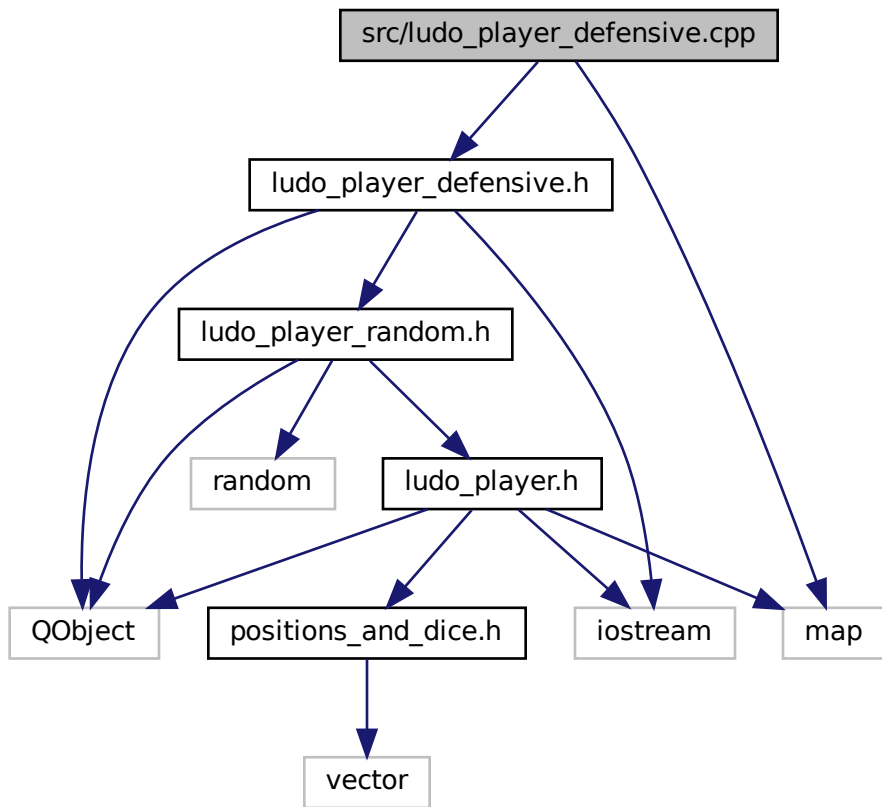 src/ludo_player_defensive.cpp
ludo_player_defensive.h
ludo_player_random.h
random
ludo_player.h
QObject
positions_and_dice.h
iostream
map
vector